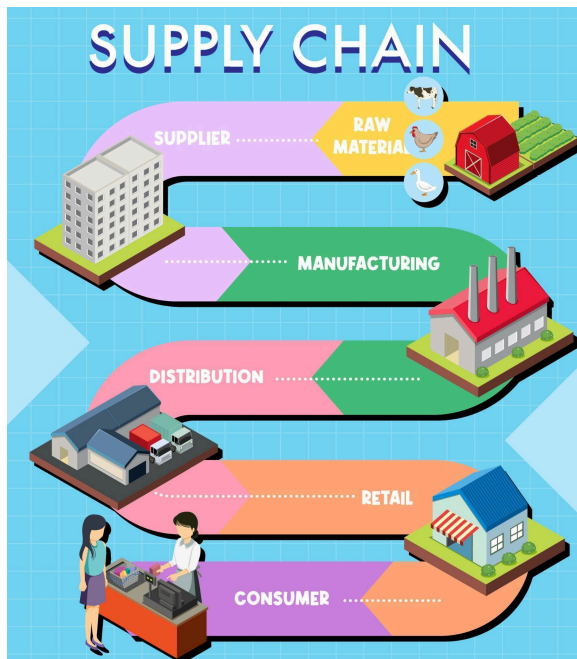 SUPPLY CHAIN
SUPPLIER
RAW
MATERIAL
MANUFACTURING
DISTRIBUTION
RETAIL
CONSUMER